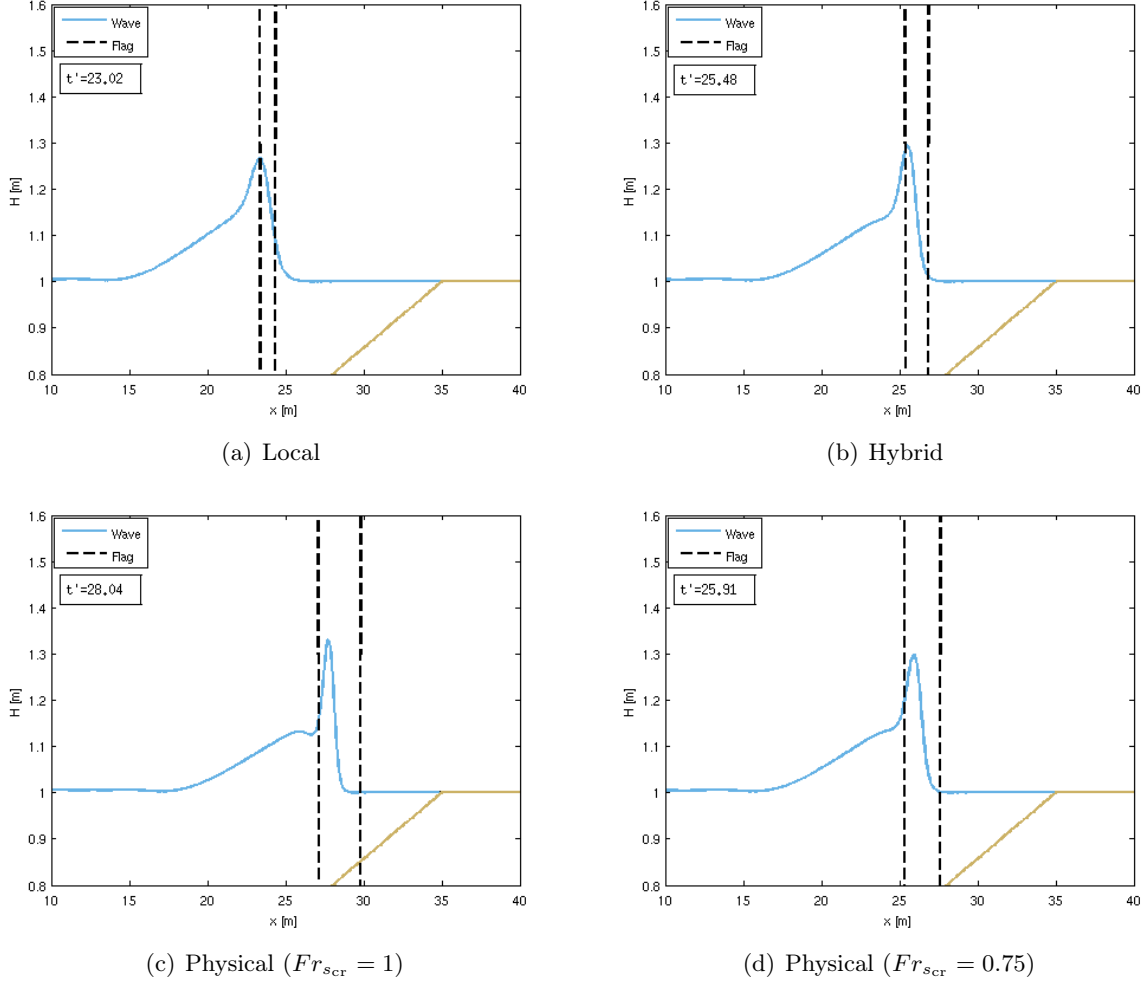 1.6
1.5
1.4
1.3
1.2
1.1
1
0.9
0.8
H [m]
Wave
Flag
t'=23.02
10 15 20 25 30 35 40
x [m]
(a) Local
1.6
1.5
1.4
1.3
1.2
1.1
1
0.9
0.8
H [m]
Wave
Flag
t'=25.48
10 15 20 25 30 35 40
x [m]
(b) Hybrid
1.6
1.5
1.4
1.3
1.2
1.1
1
0.9
0.8
H [m]
Wave
Flag
t'=28.04
10 15 20 25 30 35 40
x [m]
(c) Physical (Fr_{s_{cr}} = 1)
1.6
1.5
1.4
1.3
1.2
1.1
1
0.9
0.8
H [m]
Wave
Flag
t'=25.91
10 15 20 25 30 35 40
x [m]
(d) Physical (Fr_{s_{cr}} = 0.75)